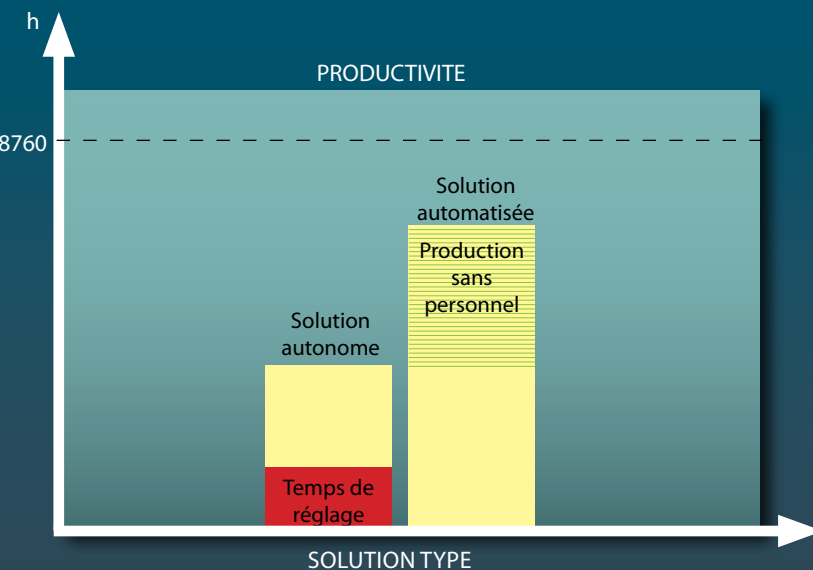 h
PRODUCTIVITE
8760
Solution
automatisée
Production
sans
personnel
Solution
autonome
Temps de
réglage
SOLUTION TYPE